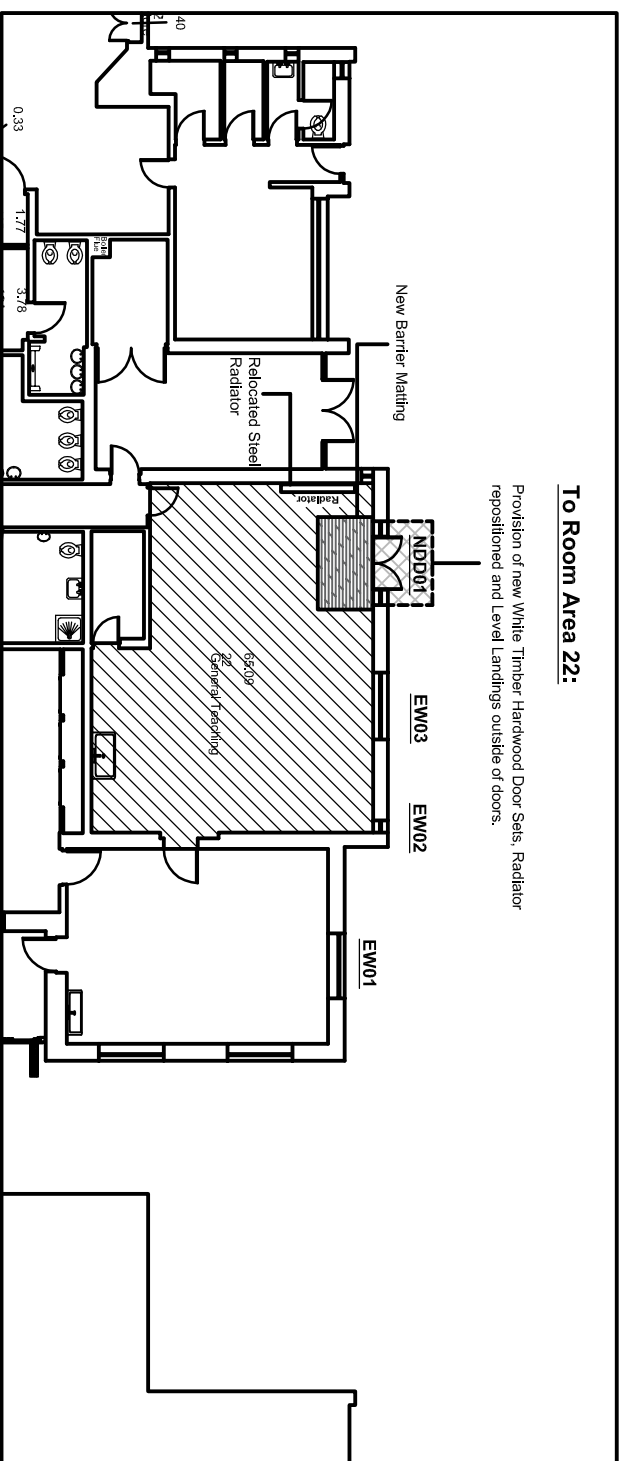 To Room Area 22:
Provision of new White Timber Hardwood Door Sets, Radiator
repositioned and Level Landings outside of doors.
New Barrier Matting
NDD01
EW03
EW02
EW01
Relocated Steel
Radiator
Radiator
65.09
22
General Teaching
Boiler
Flue
40
0.33
1.77
3.78